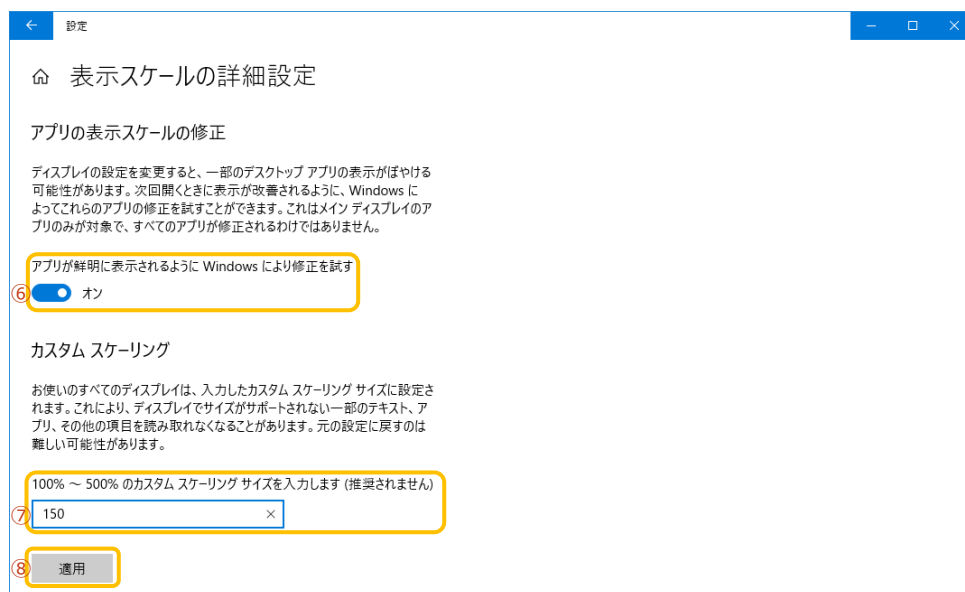 設定
表示スケールの詳細設定
アプリの表示スケールの修正
ディスプレイの設定を変更すると、一部のデスクトップ アプリの表示がぼやける
可能性があります。次回開くときに表示が改善されるように、Windows に
よってこれらのアプリの修正を試すことができます。これはメイン ディスプレイのア
プリのみが対象で、すべてのアプリが修正されるわけではありません。
アプリが鮮明に表示されるように Windows により修正を試す
⑥ オン
カスタム スケーリング
お使いのすべてのディスプレイは、入力したカスタム スケーリング サイズに設定さ
れます。これにより、ディスプレイでサイズがサポートされない一部のテキスト、ア
プリ、その他の項目を読み取れなくなることがあります。元の設定に戻すのは
難しい可能性があります。
100% ～ 500% のカスタム スケーリング サイズを入力します (推奨されません)
⑦ 150
⑧ 適用